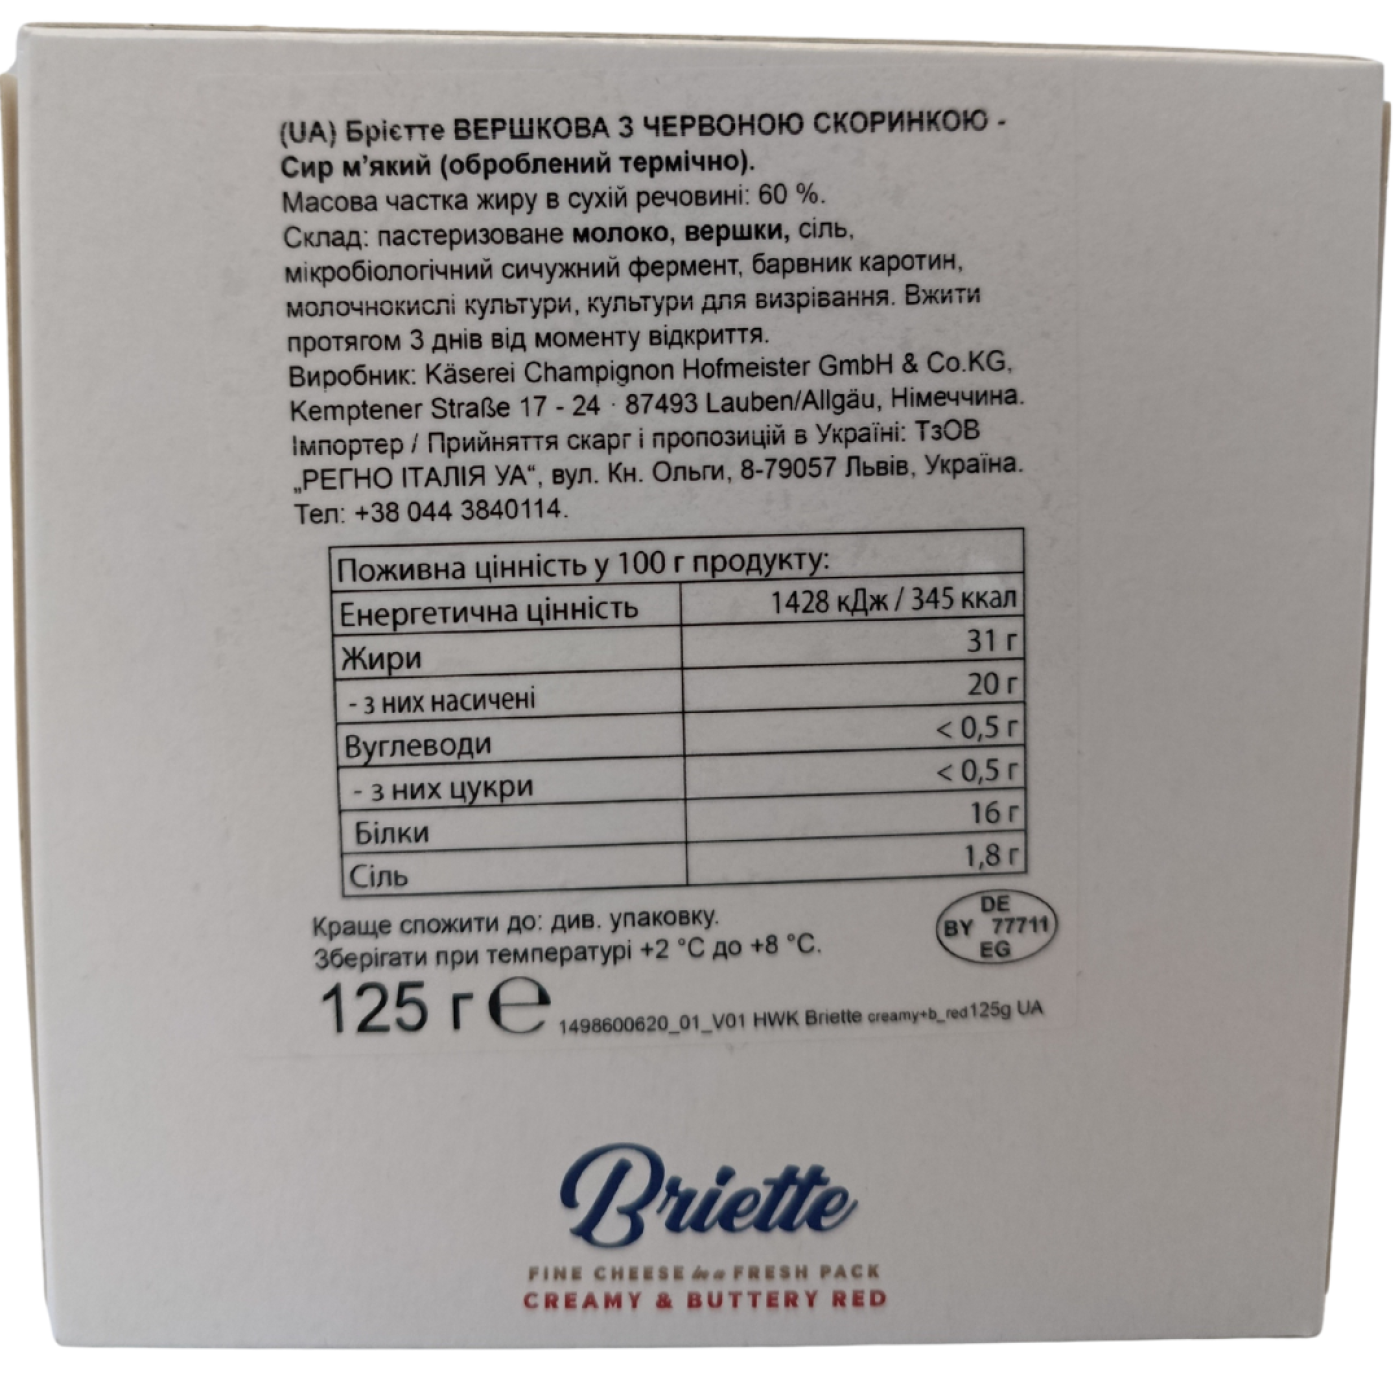 (UA) Брієтте ВЕРШКОВА З ЧЕРВОНОЮ СКОРИНКОЮ -
Сир м’який (оброблений термічно).
Масова частка жиру в сухій речовині: 60 %.
Склад: пастеризоване молоко, вершки, сіль,
мікробіологічний сичужний фермент, барвник каротин,
молочнокислі культури, культури для визрівання. Вжити
протягом 3 днів від моменту відкриття.
Виробник: Käserei Champignon Hofmeister GmbH & Co.KG,
Kemptener Straße 17 - 24 · 87493 Lauben/Allgäu, Німеччина.
Імпортер / Прийняття скарг і пропозицій в Україні: ТзОВ
„РЕГНО ІТАЛІЯ УА“, вул. Кн. Ольги, 8-79057 Львів, Україна.
Тел: +38 044 3840114.
Поживна цінність у 100 г продукту:
Енергетична цінність 1428 кДж / 345 ккал
Жири 31 г
- з них насичені 20 г
Вуглеводи < 0,5 г
- з них цукри < 0,5 г
Білки 16 г
Сіль 1,8 г
Краще спожити до: див. упаковку.
Зберігати при температурі +2 °C до +8 °C.
DE
BY 77711
EG
125 г e 1498600620_01_V01 HWK Briette creamy+b_red125g UA
Briette
FINE CHEESE in a FRESH PACK
CREAMY & BUTTERY RED